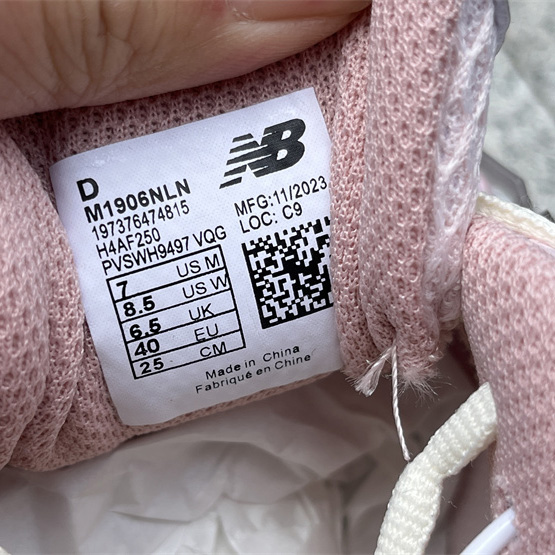 D
NB
M1906NLN
197376474815
H4AF250
PVSWH9497 VQG
MFG:11/2023
LOC: C9
7 US M
8.5 US W
6.5 UK
40 EU
25 CM
Made in China
Fabriqué en Chine